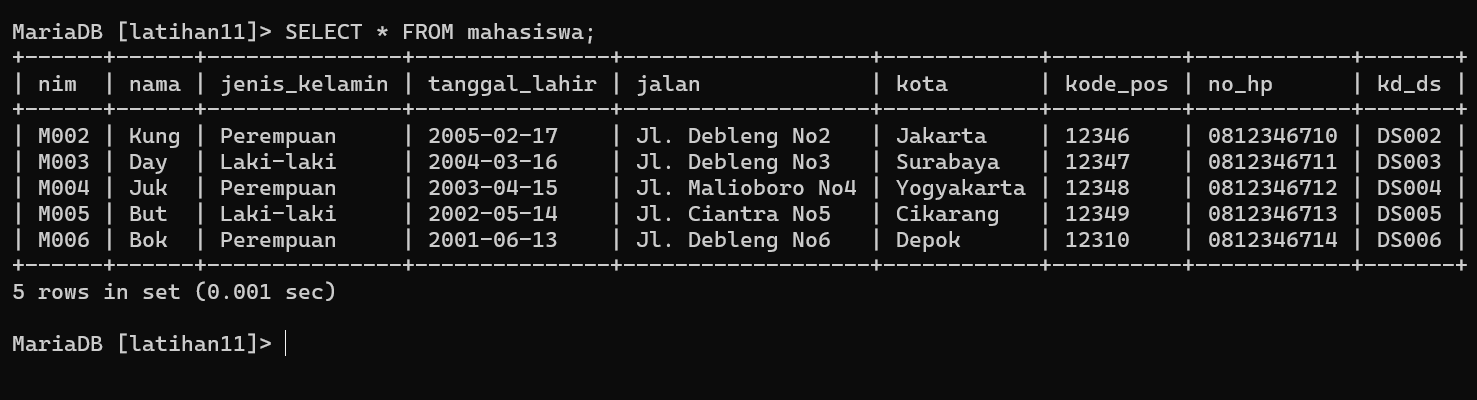 MariaDB [latihan11]> SELECT * FROM mahasiswa;
+------+------+---------------+---------------+-------------------+------------+----------+------------+-------+
| nim  | nama | jenis_kelamin | tanggal_lahir | jalan             | kota       | kode_pos | no_hp      | kd_ds |
+------+------+---------------+---------------+-------------------+------------+----------+------------+-------+
| M002 | Kung | Perempuan     | 2005-02-17    | Jl. Debleng No2   | Jakarta    | 12346    | 0812346710 | DS002 |
| M003 | Day  | Laki-laki     | 2004-03-16    | Jl. Debleng No3   | Surabaya   | 12347    | 0812346711 | DS003 |
| M004 | Juk  | Perempuan     | 2003-04-15    | Jl. Malioboro No4 | Yogyakarta | 12348    | 0812346712 | DS004 |
| M005 | But  | Laki-laki     | 2002-05-14    | Jl. Ciantra No5   | Cikarang   | 12349    | 0812346713 | DS005 |
| M006 | Bok  | Perempuan     | 2001-06-13    | Jl. Debleng No6   | Depok      | 12310    | 0812346714 | DS006 |
+------+------+---------------+---------------+-------------------+------------+----------+------------+-------+
5 rows in set (0.001 sec)
MariaDB [latihan11]>